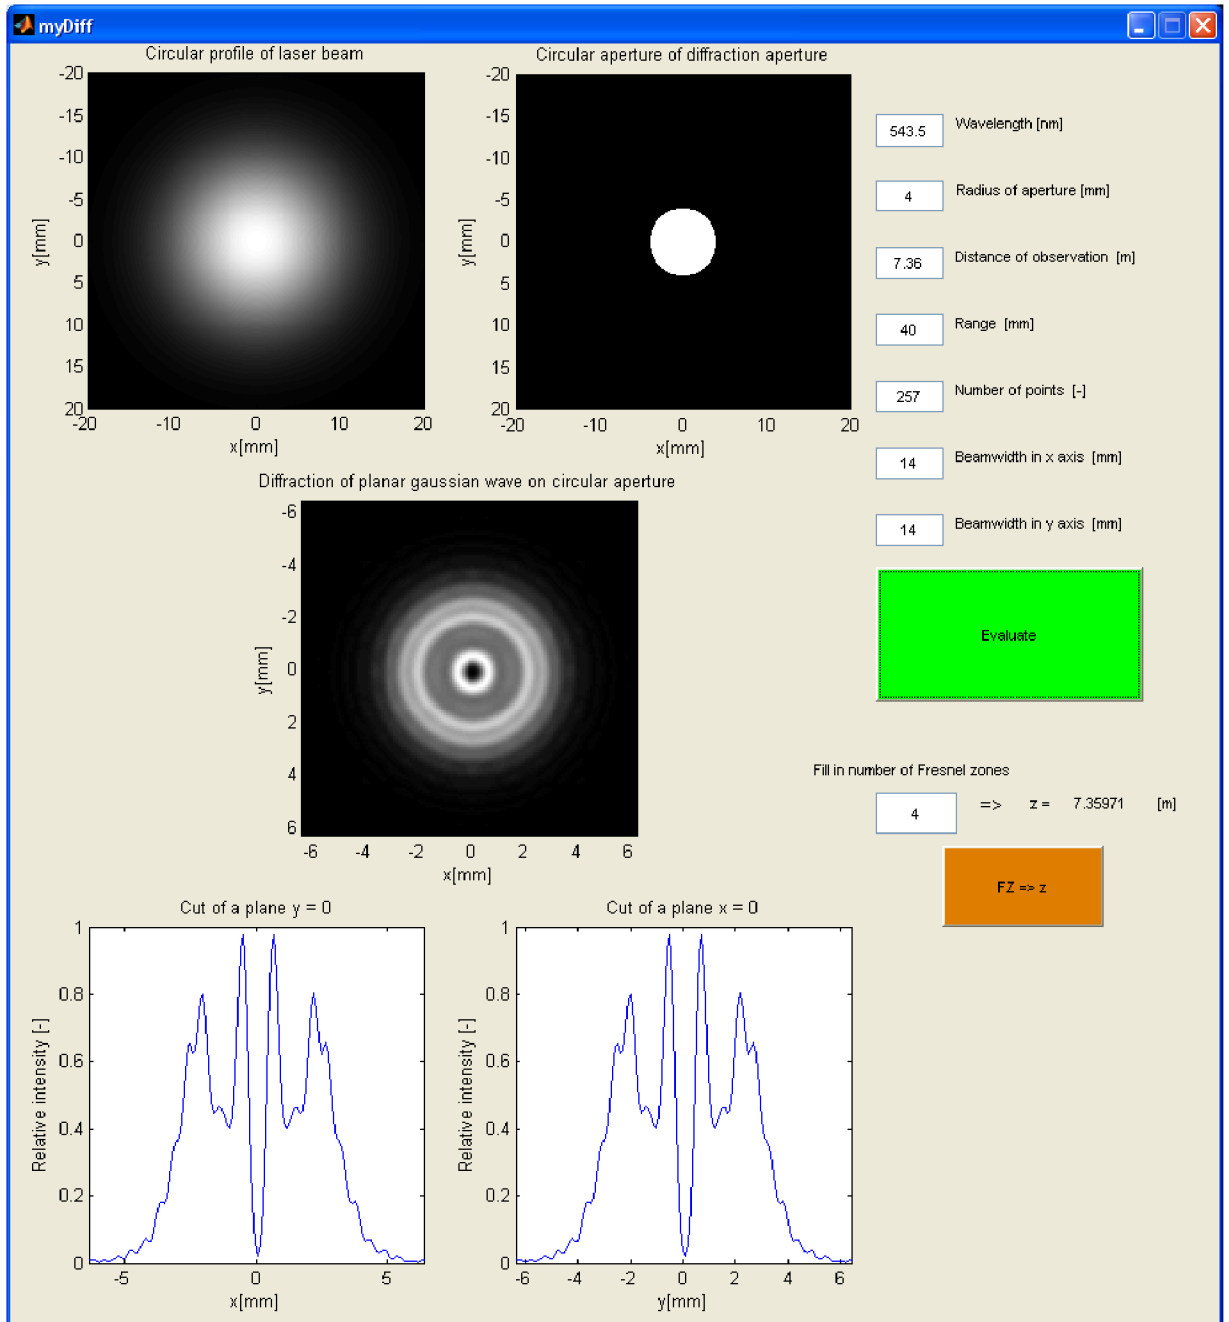 myDiff
Circular profile of laser beam
-20
-15
-10
-5
0
5
10
15
20
y[mm]
-20 -10 0 10 20
x[mm]
Circular aperture of diffraction aperture
-20
-15
-10
-5
0
5
10
15
20
y[mm]
-20 -10 0 10 20
x[mm]
543.5 Wavelength [nm]
4 Radius of aperture [mm]
7.36 Distance of observation [m]
40 Range [mm]
257 Number of points [-]
14 Beamwidth in x axis [mm]
14 Beamwidth in y axis [mm]
Evaluate
Diffraction of planar gaussian wave on circular aperture
-6
-4
-2
0
2
4
6
y[mm]
-6 -4 -2 0 2 4 6
x[mm]
Fill in number of Fresnel zones
4 => z = 7.35971 [m]
FZ => z
Cut of a plane y = 0
1
0.8
0.6
0.4
0.2
0
Relative intensity [-]
-5 0 5
x[mm]
Cut of a plane x = 0
1
0.8
0.6
0.4
0.2
0
Relative intensity [-]
-6 -4 -2 0 2 4 6
y[mm]